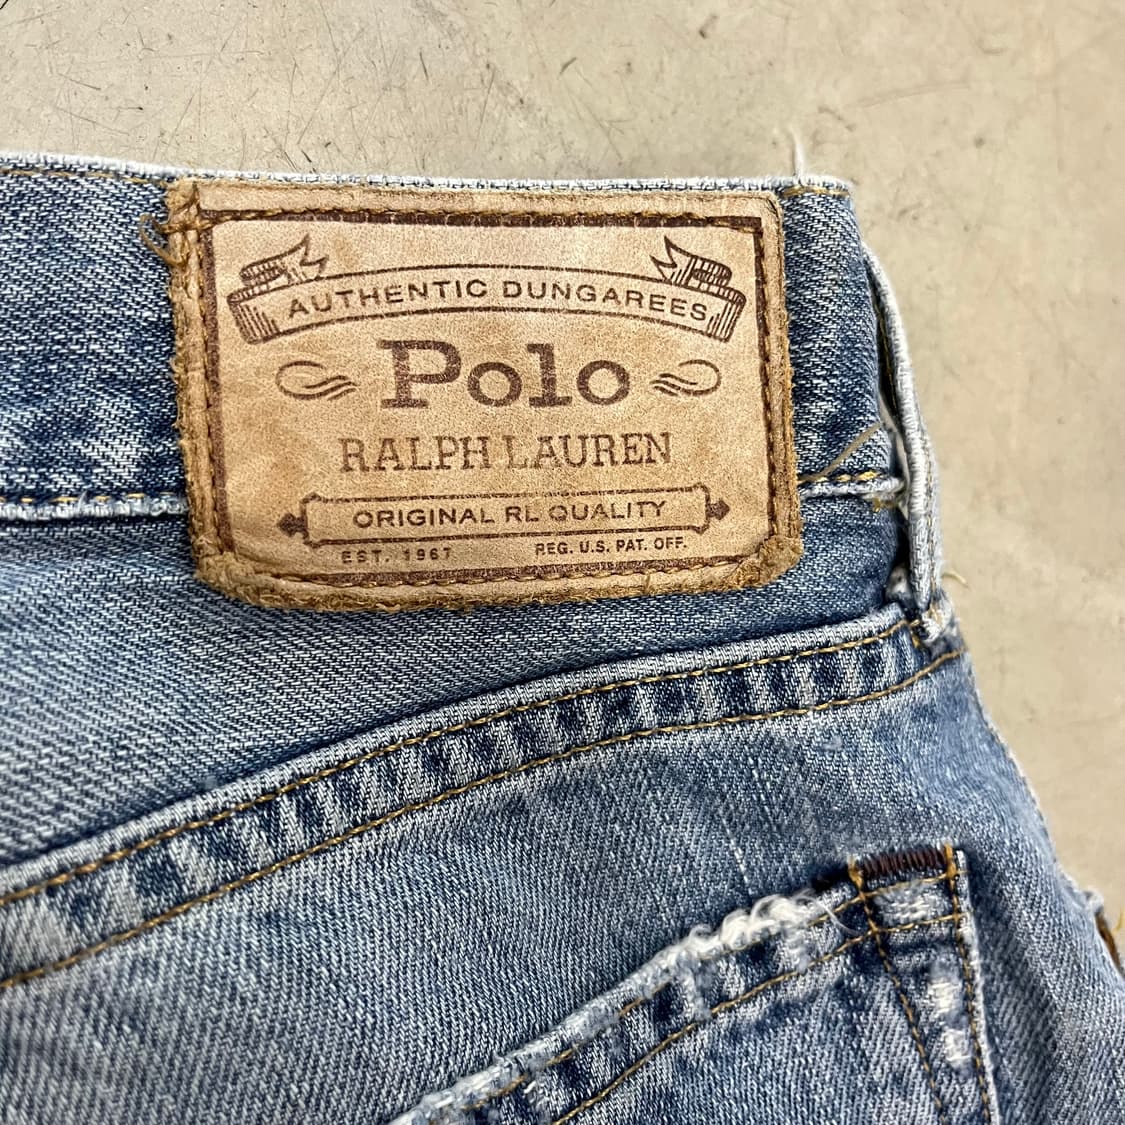 AUTHENTIC DUNGAREES
Polo
RALPH LAUREN
ORIGINAL RL QUALITY
EST. 1967 REG. U.S. PAT. OFF.